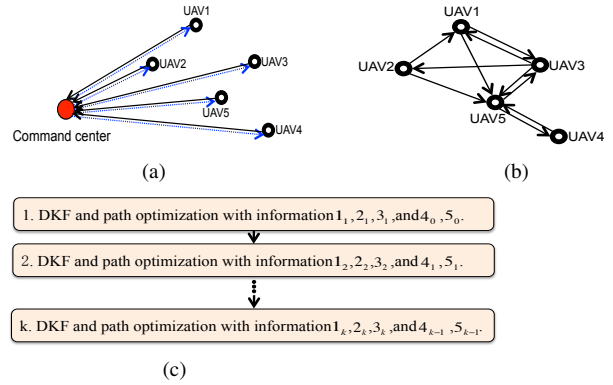 (a)
UAV1
UAV2
UAV3
UAV5
UAV4
Command center
(b)
UAV1
UAV2
UAV3
UAV5
UAV4
(a)
(b)
1. DKF and path optimization with information 1₁, 2₁, 3₁, and 4₀, 5₀.
2. DKF and path optimization with information 1₂, 2₂, 3₂, and 4₁, 5₁.
k. DKF and path optimization with information 1ₖ, 2ₖ, 3ₖ, and 4ₖ₋₁, 5ₖ₋₁.
(c)